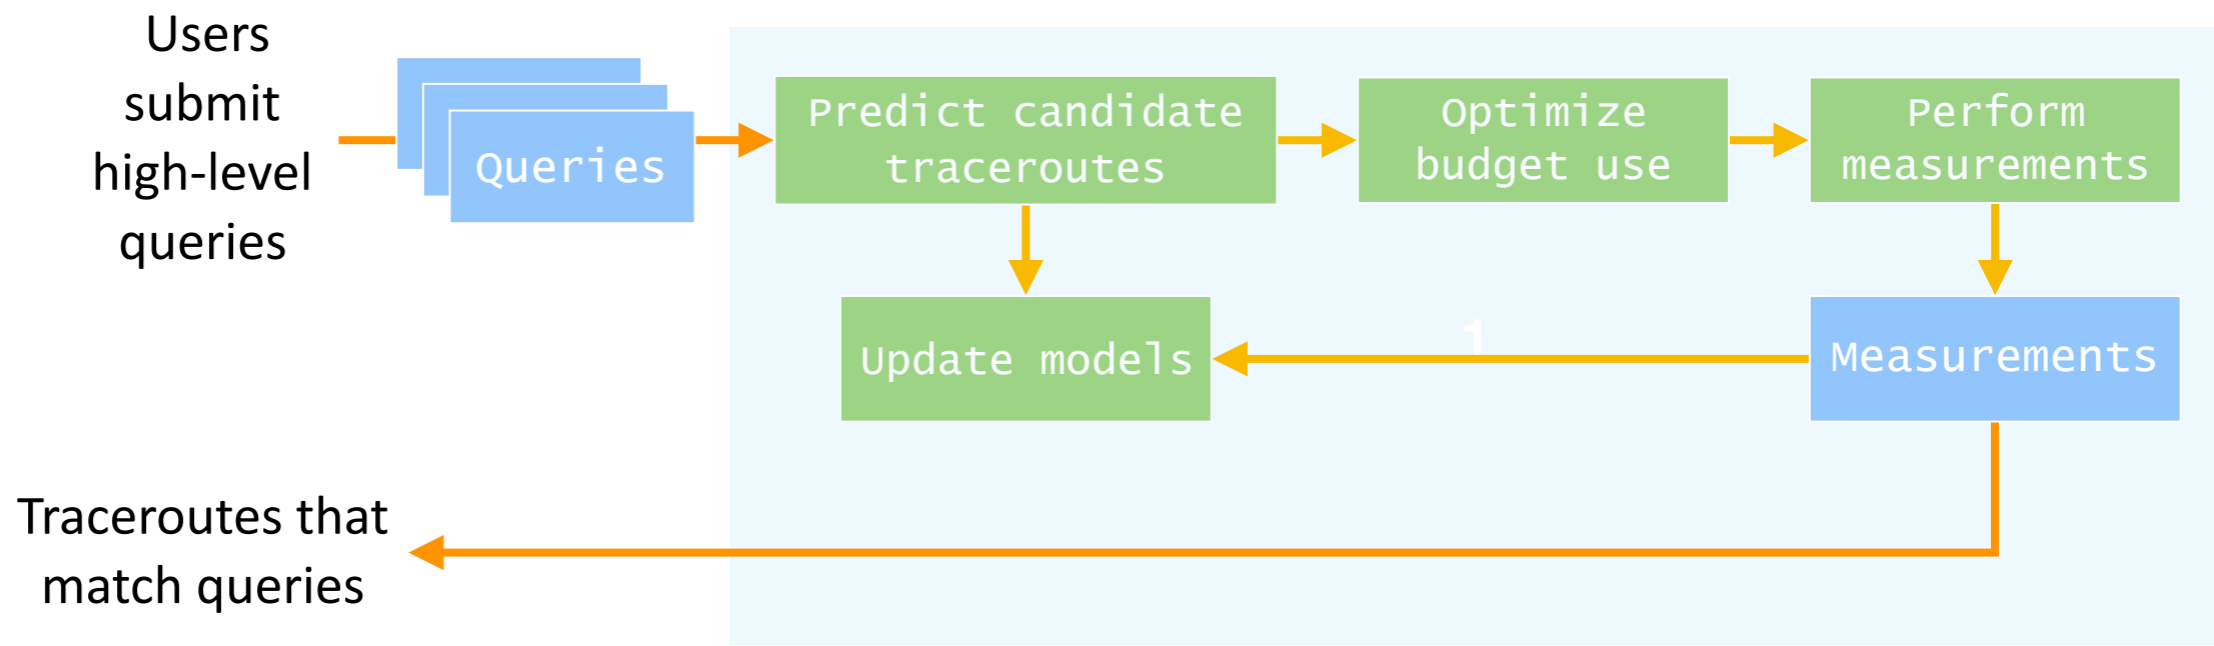 Users
submit
high-level
queries
Queries
Predict candidate
traceroutes
Optimize
budget use
Perform
measurements
Update models
1
Measurements
Traceroutes that
match queries